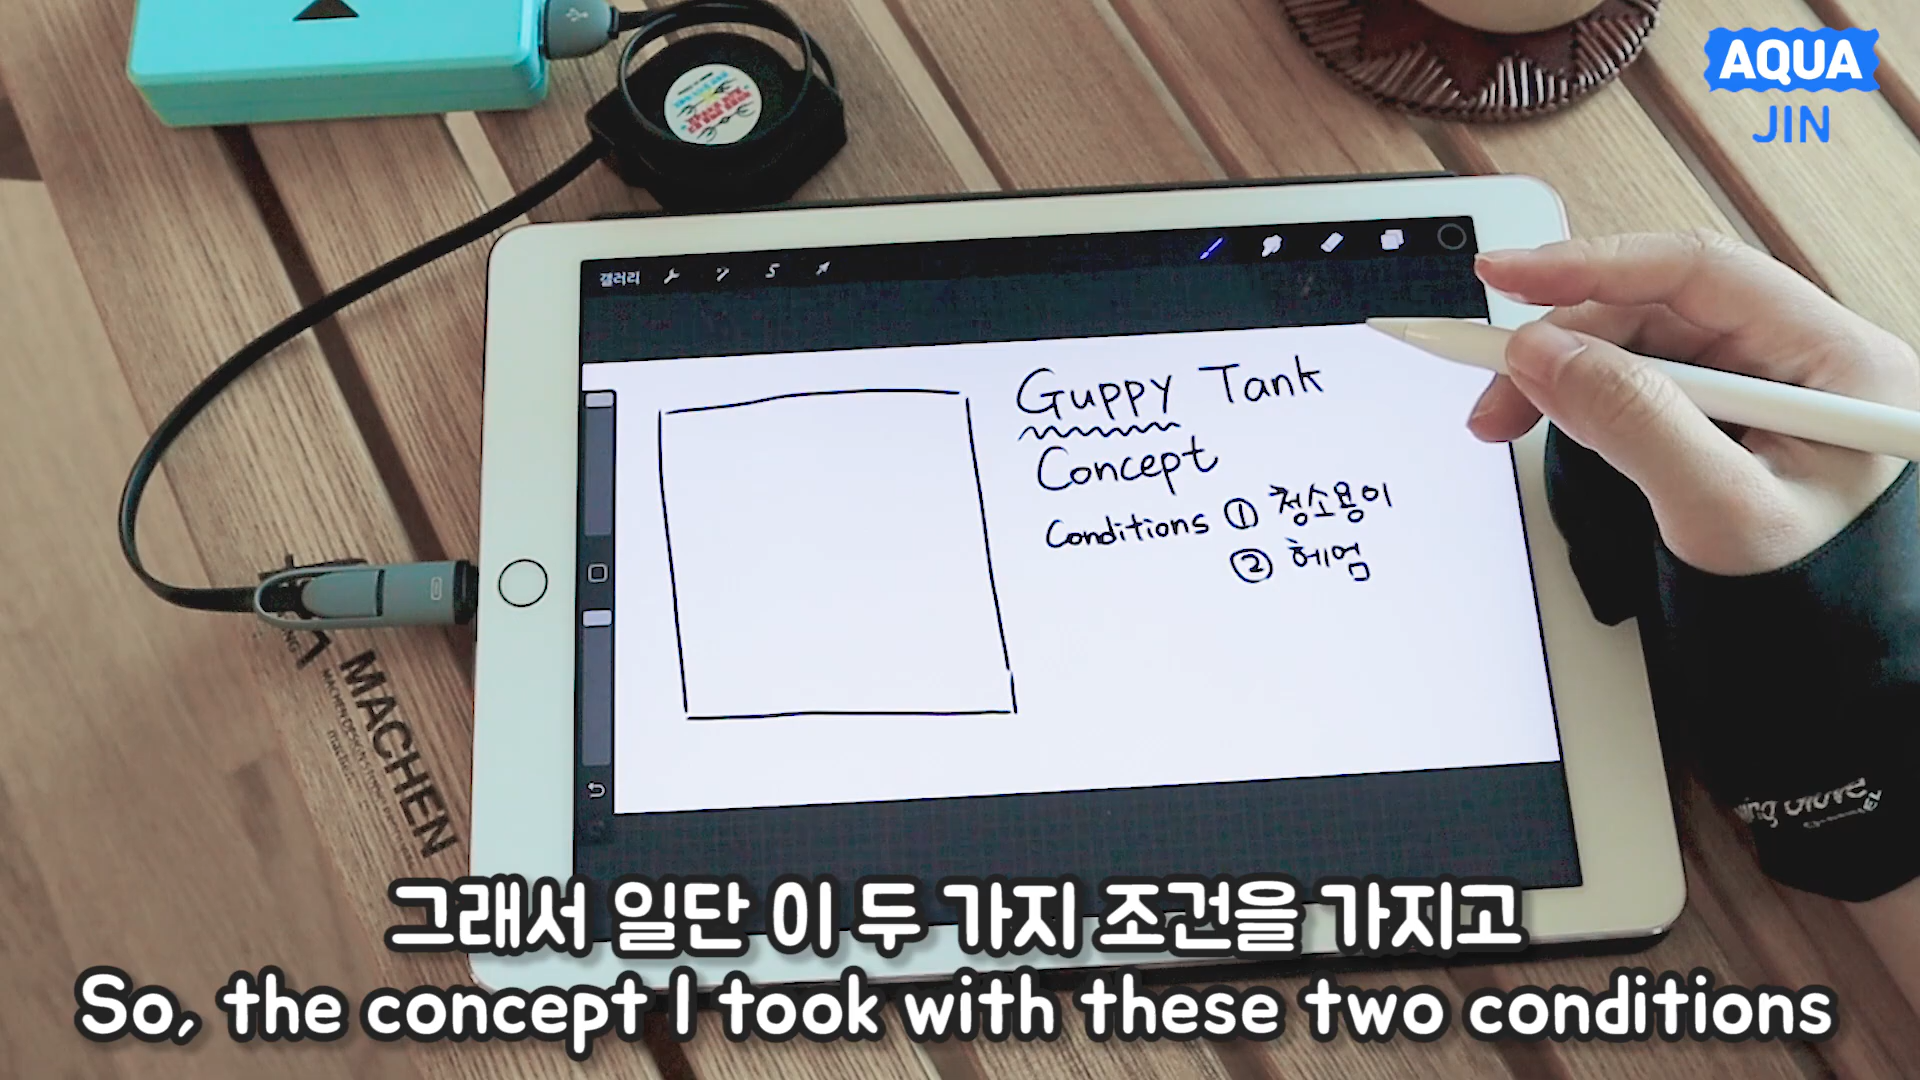 AQUA
JIN
갤러리
Guppy Tank
Concept
Conditions ① 청소용이
② 헤엄
MACHEN
MACHEN DESIGN
그래서 일단 이 두 가지 조건을 가지고
So, the concept I took with these two conditions